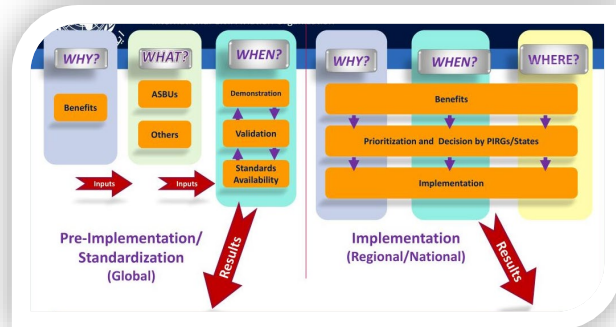 WHY?
WHAT?
WHEN?
Benefits
ASBUs
Others
Demonstration
Validation
Standards
Availability
Inputs
Inputs
Results
Pre-Implementation/
Standardization
(Global)
WHY?
WHEN?
WHERE?
Benefits
Prioritization and Decision by PIRGs/States
Implementation
Implementation
(Regional/National)
Results